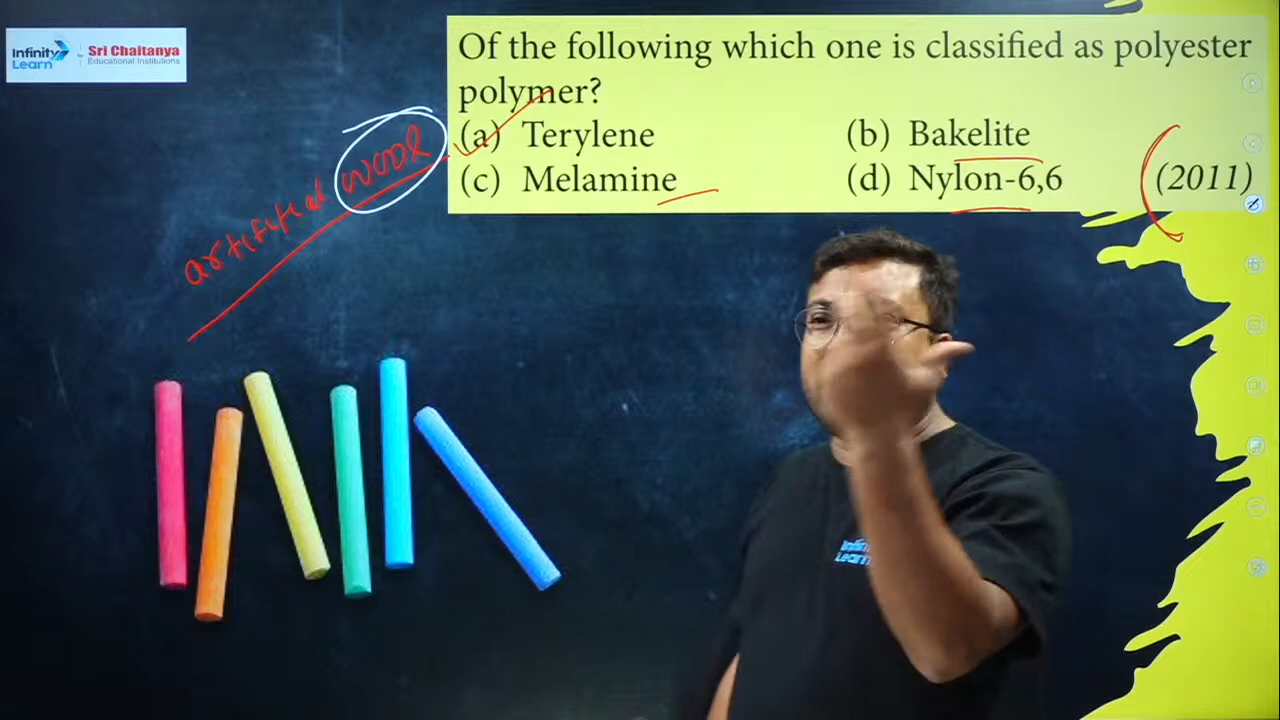 Infinity Learn
by
Sri Chaitanya
Educational Institutions
Of the following which one is classified as polyester
polymer?
(a) Terylene (b) Bakelite
(c) Melamine (d) Nylon-6,6 (2011)
wool
Infinity
Learn